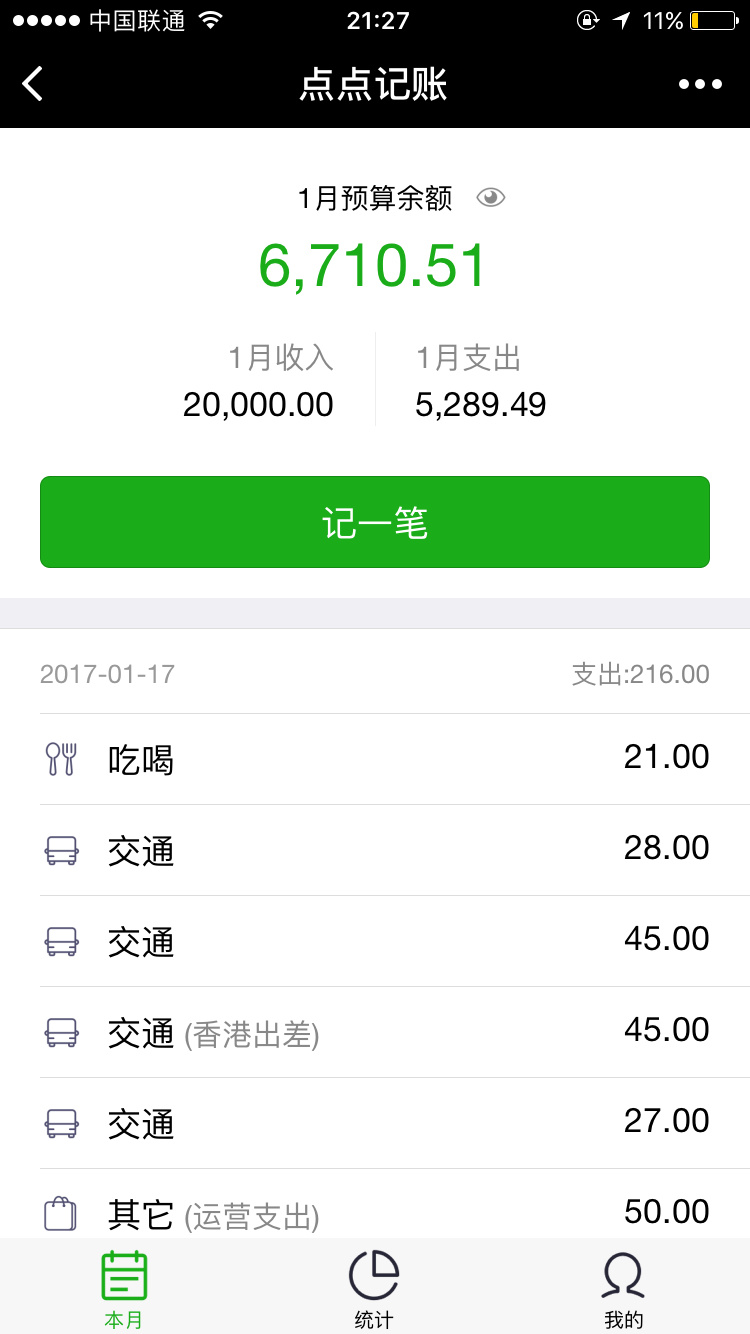 中国联通 21:27 11%
点点记账
1月预算余额
6,710.51
1月收入 1月支出
20,000.00 5,289.49
记一笔
2017-01-17 支出:216.00
吃喝 21.00
交通 28.00
交通 45.00
交通 (香港出差) 45.00
交通 27.00
其它 (运营支出) 50.00
本月 统计 我的